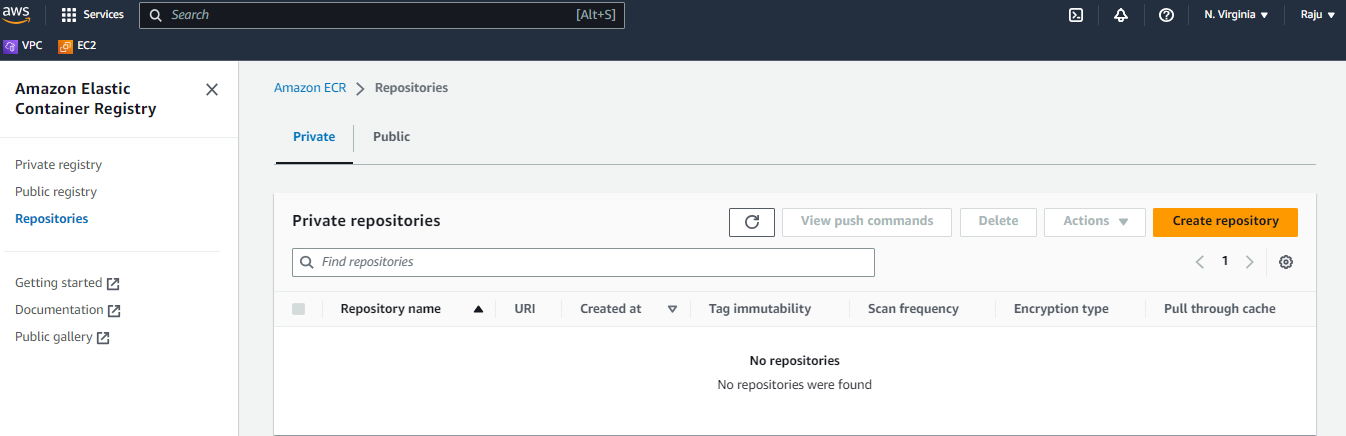 aws Services Search [Alt+S] N. Virginia Raju
VPC EC2
Amazon Elastic
Container Registry
Private registry
Public registry
Repositories
Getting started
Documentation
Public gallery
Amazon ECR Repositories
Private Public
Private repositories View push commands Delete Actions Create repository
Find repositories 1
Repository name URI Created at Tag immutability Scan frequency Encryption type Pull through cache
No repositories
No repositories were found